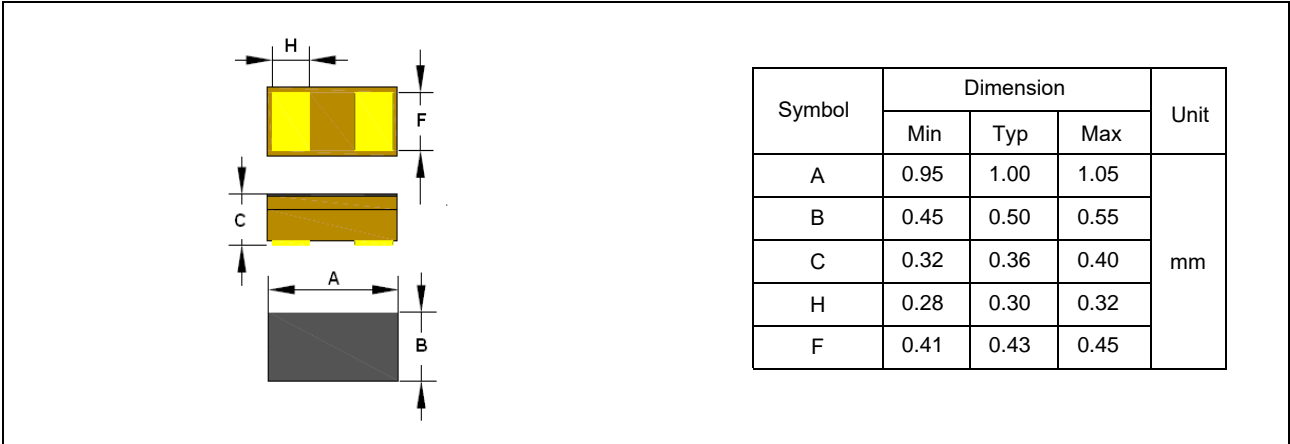 H
F
C
A
B
Symbol Dimension Unit
Min Typ Max
A 0.95 1.00 1.05
B 0.45 0.50 0.55
C 0.32 0.36 0.40 mm
H 0.28 0.30 0.32
F 0.41 0.43 0.45